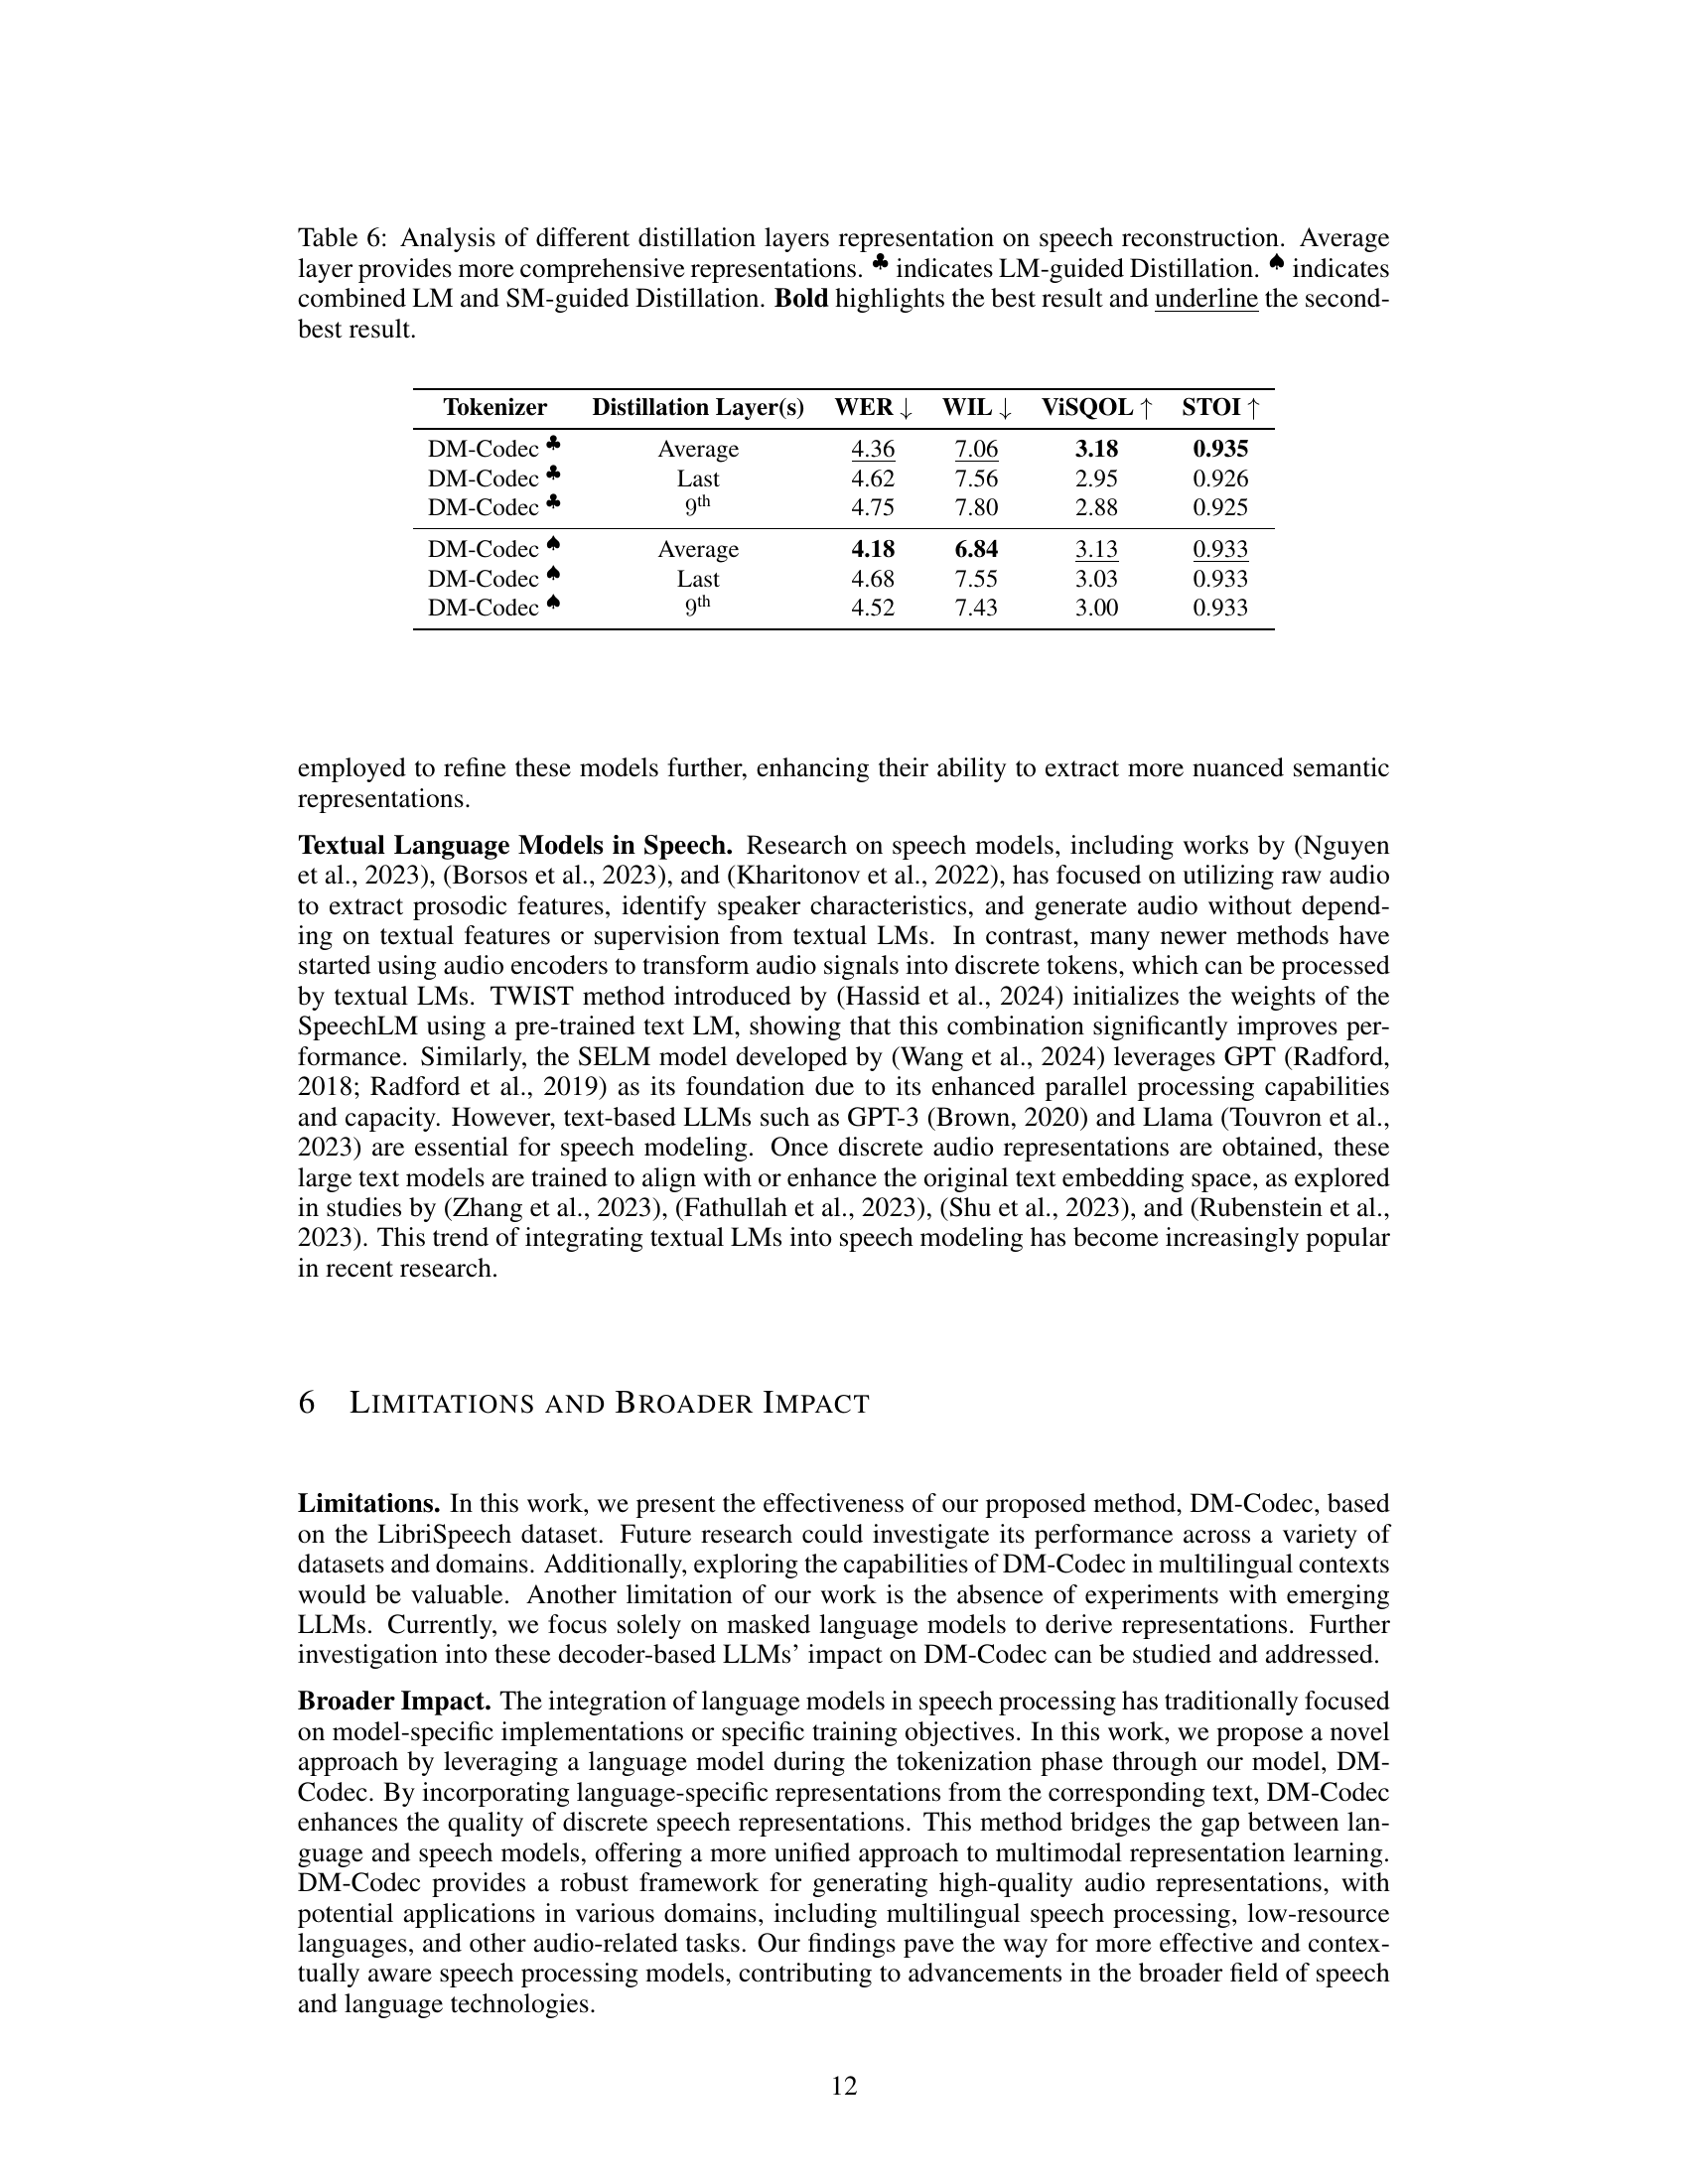 Table 6: Analysis of different distillation layers representation on speech reconstruction. Average
layer provides more comprehensive representations. ♣ indicates LM-guided Distillation. ♠ indicates
combined LM and SM-guided Distillation. Bold highlights the best result and underline the second-
best result.
Tokenizer Distillation Layer(s) WER ↓ WIL ↓ ViSQOL ↑ STOI ↑
DM-Codec ♣ Average 4.36 7.06 3.18 0.935
DM-Codec ♣ Last 4.62 7.56 2.95 0.926
DM-Codec ♣ 9th 4.75 7.80 2.88 0.925
DM-Codec ♠ Average 4.18 6.84 3.13 0.933
DM-Codec ♠ Last 4.68 7.55 3.03 0.933
DM-Codec ♠ 9th 4.52 7.43 3.00 0.933
employed to refine these models further, enhancing their ability to extract more nuanced semantic
representations.
Textual Language Models in Speech. Research on speech models, including works by (Nguyen
et al., 2023), (Borsos et al., 2023), and (Kharitonov et al., 2022), has focused on utilizing raw audio
to extract prosodic features, identify speaker characteristics, and generate audio without depend-
ing on textual features or supervision from textual LMs. In contrast, many newer methods have
started using audio encoders to transform audio signals into discrete tokens, which can be processed
by textual LMs. TWIST method introduced by (Hassid et al., 2024) initializes the weights of the
SpeechLM using a pre-trained text LM, showing that this combination significantly improves per-
formance. Similarly, the SELM model developed by (Wang et al., 2024) leverages GPT (Radford,
2018; Radford et al., 2019) as its foundation due to its enhanced parallel processing capabilities
and capacity. However, text-based LLMs such as GPT-3 (Brown, 2020) and Llama (Touvron et al.,
2023) are essential for speech modeling. Once discrete audio representations are obtained, these
large text models are trained to align with or enhance the original text embedding space, as explored
in studies by (Zhang et al., 2023), (Fathullah et al., 2023), (Shu et al., 2023), and (Rubenstein et al.,
2023). This trend of integrating textual LMs into speech modeling has become increasingly popular
in recent research.
6 LIMITATIONS AND BROADER IMPACT
Limitations. In this work, we present the effectiveness of our proposed method, DM-Codec, based
on the LibriSpeech dataset. Future research could investigate its performance across a variety of
datasets and domains. Additionally, exploring the capabilities of DM-Codec in multilingual contexts
would be valuable. Another limitation of our work is the absence of experiments with emerging
LLMs. Currently, we focus solely on masked language models to derive representations. Further
investigation into these decoder-based LLMs’ impact on DM-Codec can be studied and addressed.
Broader Impact. The integration of language models in speech processing has traditionally focused
on model-specific implementations or specific training objectives. In this work, we propose a novel
approach by leveraging a language model during the tokenization phase through our model, DM-
Codec. By incorporating language-specific representations from the corresponding text, DM-Codec
enhances the quality of discrete speech representations. This method bridges the gap between lan-
guage and speech models, offering a more unified approach to multimodal representation learning.
DM-Codec provides a robust framework for generating high-quality audio representations, with
potential applications in various domains, including multilingual speech processing, low-resource
languages, and other audio-related tasks. Our findings pave the way for more effective and contex-
tually aware speech processing models, contributing to advancements in the broader field of speech
and language technologies.
12